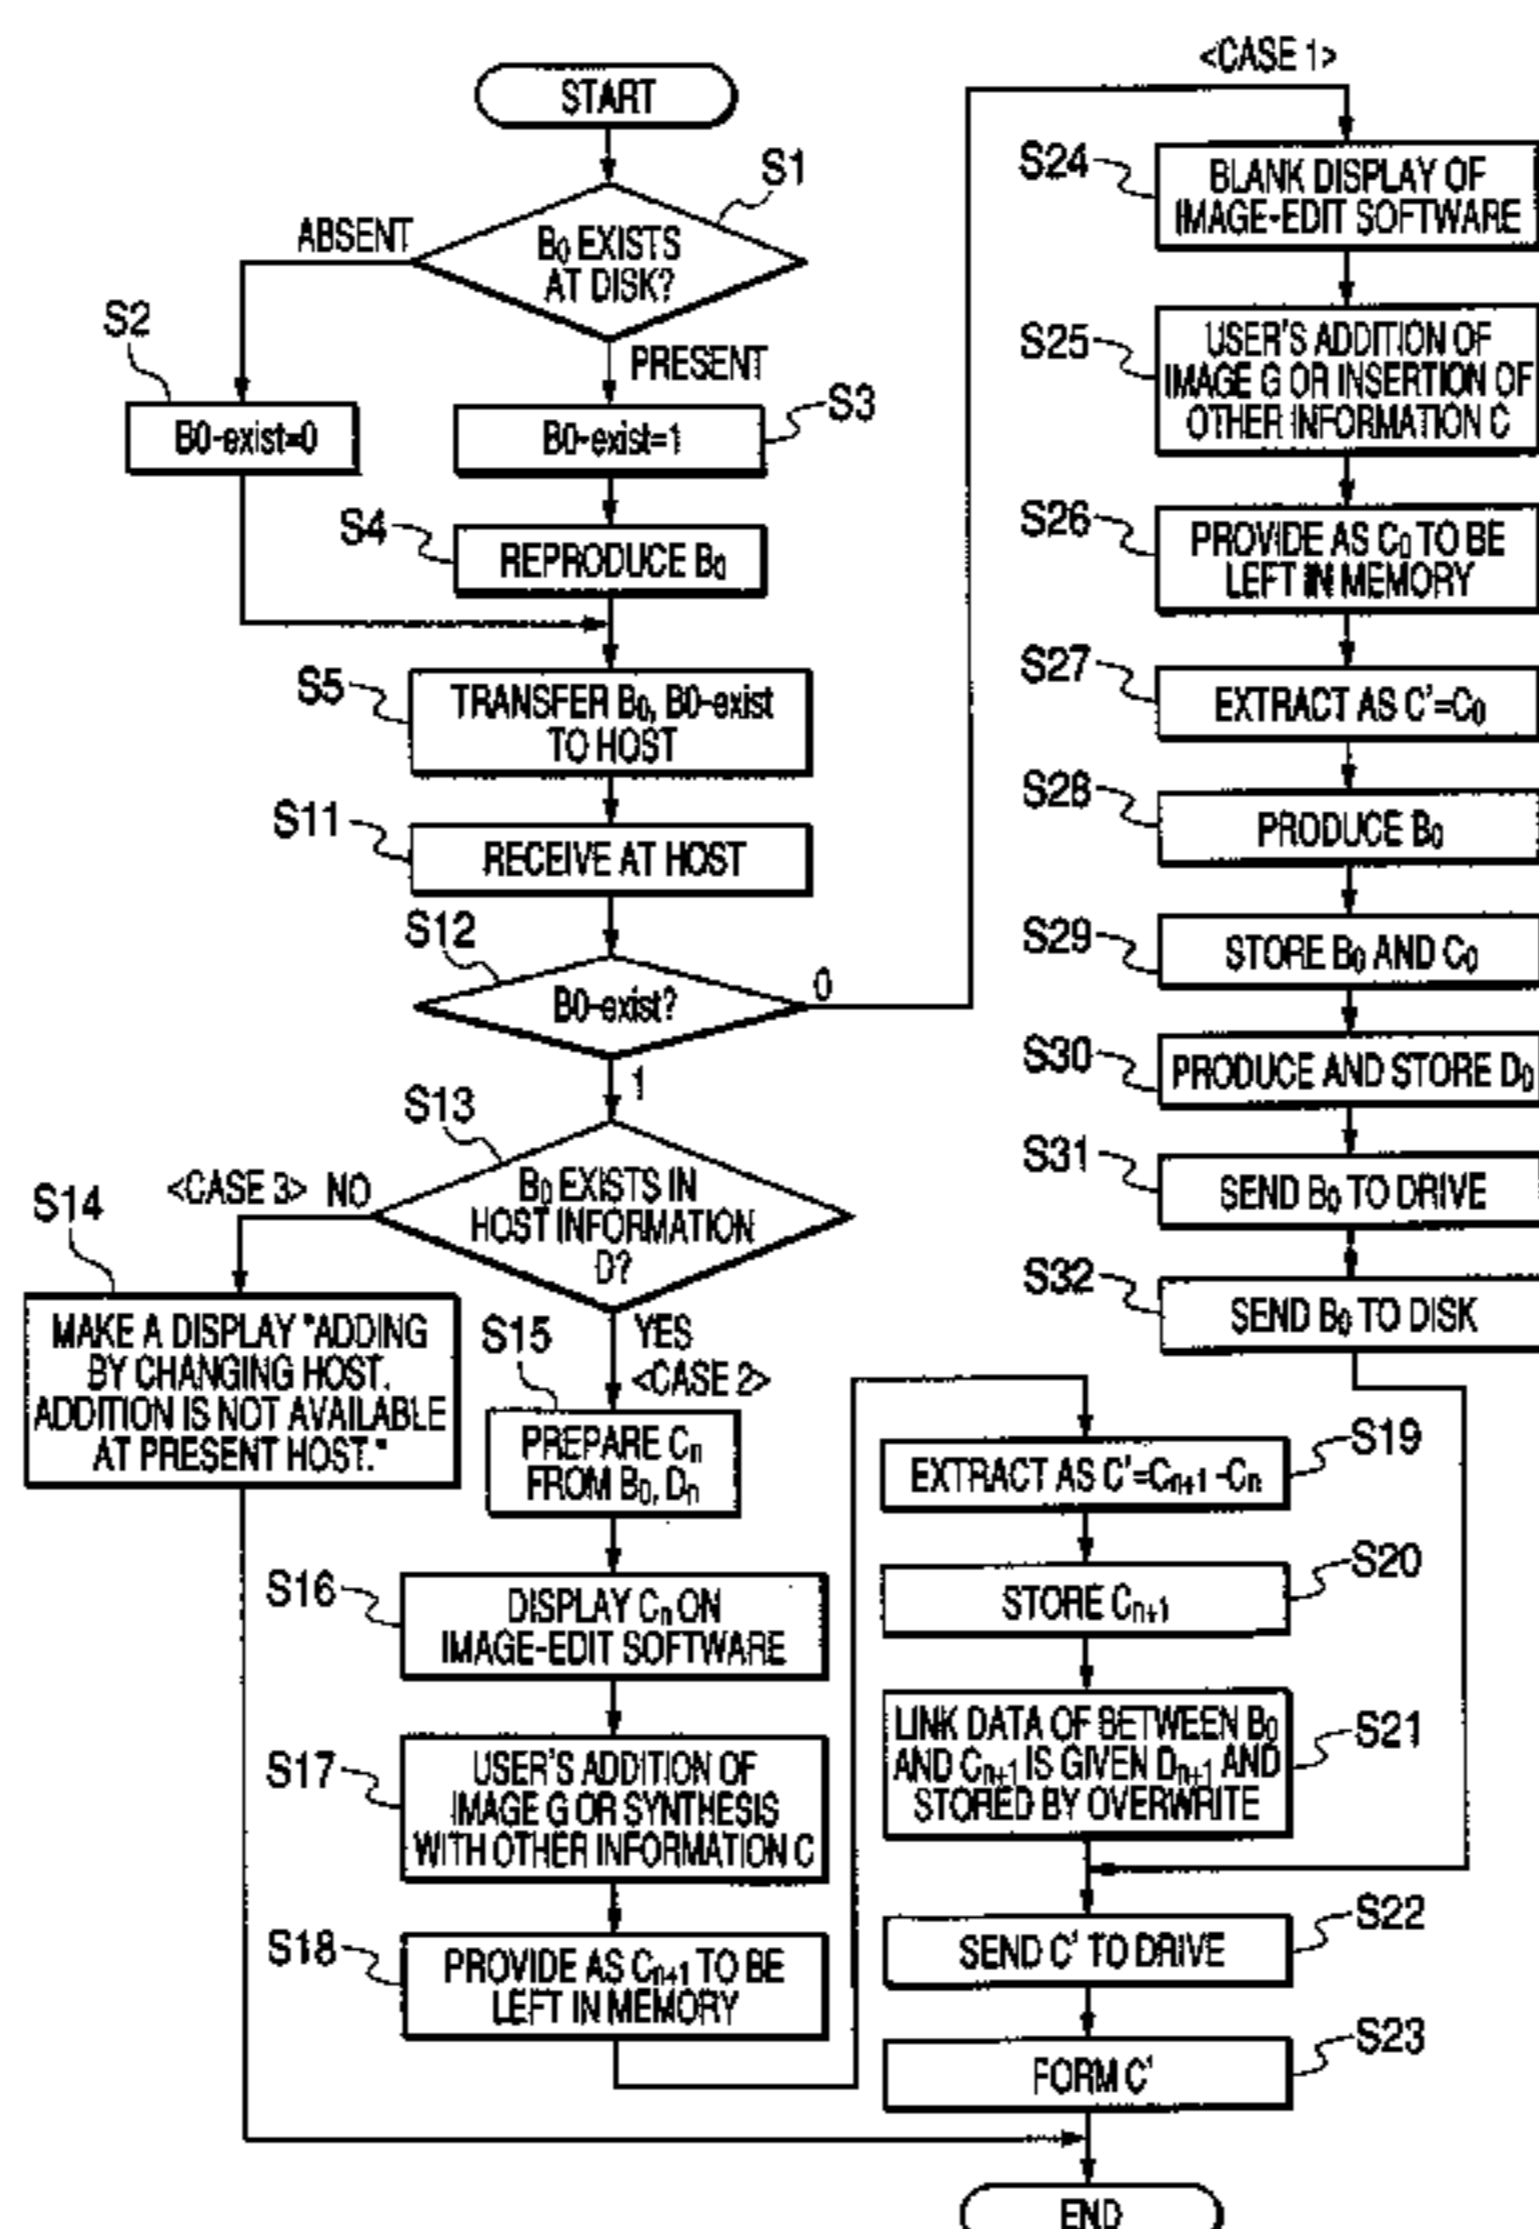 START
S1
B₀ EXISTS
AT DISK?
ABSENT
PRESENT
S2
B0-exist=0
S3
B0-exist=1
S4
REPRODUCE B₀
S5
TRANSFER B₀, B0-exist
TO HOST
S11
RECEIVE AT HOST
S12
B0-exist?
0
1
S13
B₀ EXISTS IN
HOST INFORMATION
D?
<CASE 3> NO
S14
MAKE A DISPLAY "ADDING
BY CHANGING HOST.
ADDITION IS NOT AVAILABLE
AT PRESENT HOST."
YES
<CASE 2>
S15
PREPARE Cn
FROM B₀, Dn
S16
DISPLAY Cn ON
IMAGE-EDIT SOFTWARE
S17
USER'S ADDITION OF
IMAGE G OR SYNTHESIS
WITH OTHER INFORMATION C
S18
PROVIDE AS Cn+1 TO BE
LEFT IN MEMORY
<CASE 1>
S24
BLANK DISPLAY OF
IMAGE-EDIT SOFTWARE
S25
USER'S ADDITION OF
IMAGE G OR INSERTION OF
OTHER INFORMATION C
S26
PROVIDE AS C₀ TO BE
LEFT IN MEMORY
S27
EXTRACT AS C'=C₀
S28
PRODUCE B₀
S29
STORE B₀ AND C₀
S30
PRODUCE AND STORE D₀
S31
SEND B₀ TO DRIVE
S32
SEND B₀ TO DISK
S19
EXTRACT AS C'=Cn+1 -Cn
S20
STORE Cn+1
S21
LINK DATA OF BETWEEN B₀
AND Cn+1 IS GIVEN Dn+1 AND
STORED BY OVERWRITE
S22
SEND C' TO DRIVE
S23
FORM C'
END